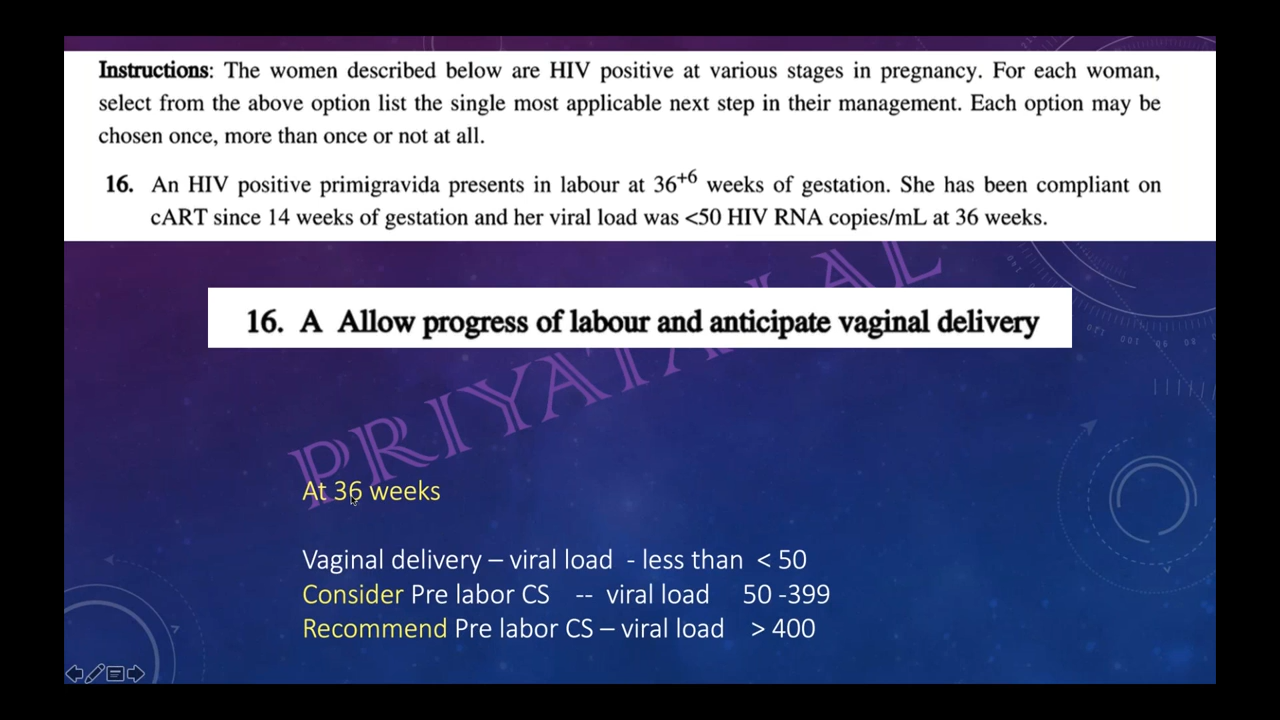 Instructions: The women described below are HIV positive at various stages in pregnancy. For each woman,
select from the above option list the single most applicable next step in their management. Each option may be
chosen once, more than once or not at all.
16. An HIV positive primigravida presents in labour at 36+6 weeks of gestation. She has been compliant on
cART since 14 weeks of gestation and her viral load was <50 HIV RNA copies/mL at 36 weeks.
16. A Allow progress of labour and anticipate vaginal delivery
At 36 weeks
Vaginal delivery – viral load - less than < 50
Consider Pre labor CS -- viral load 50 -399
Recommend Pre labor CS – viral load > 400